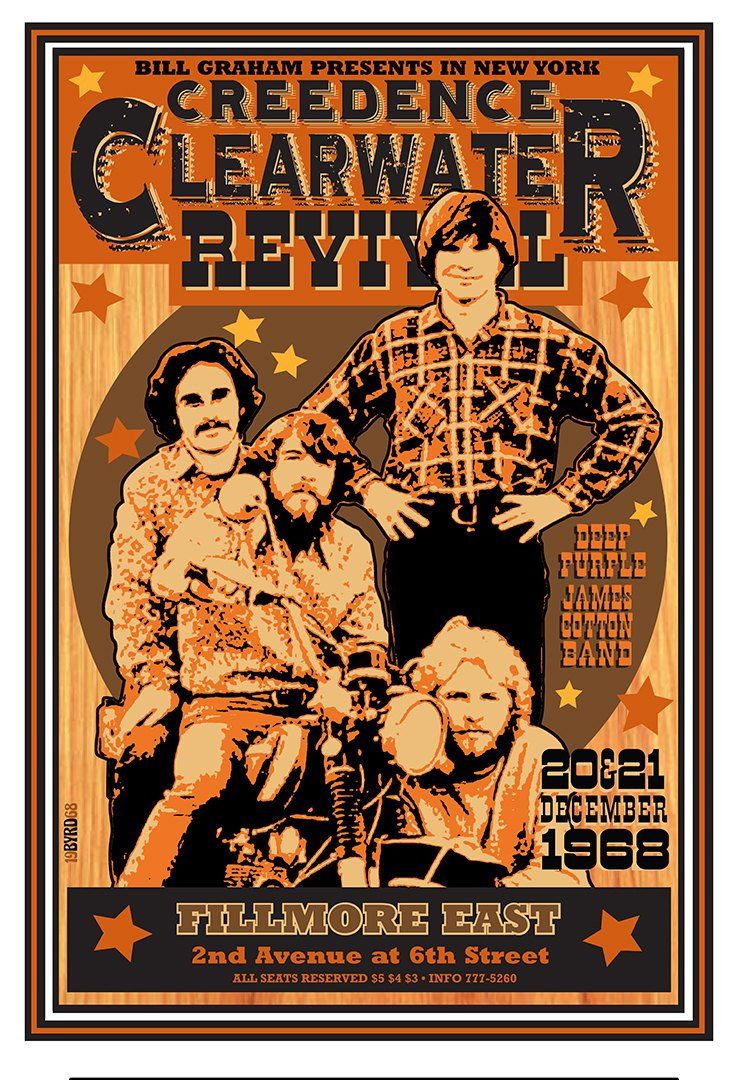 BILL GRAHAM PRESENTS IN NEW YORK
CREEDENCE
CLEARWATER
REVIVAL
DEEP
PURPLE
JAMES
COTTON
BAND
20&21
DECEMBER
1968
19BYRD68
FILLMORE EAST
2nd Avenue at 6th Street
ALL SEATS RESERVED $5 $4 $3 • INFO 777-5260